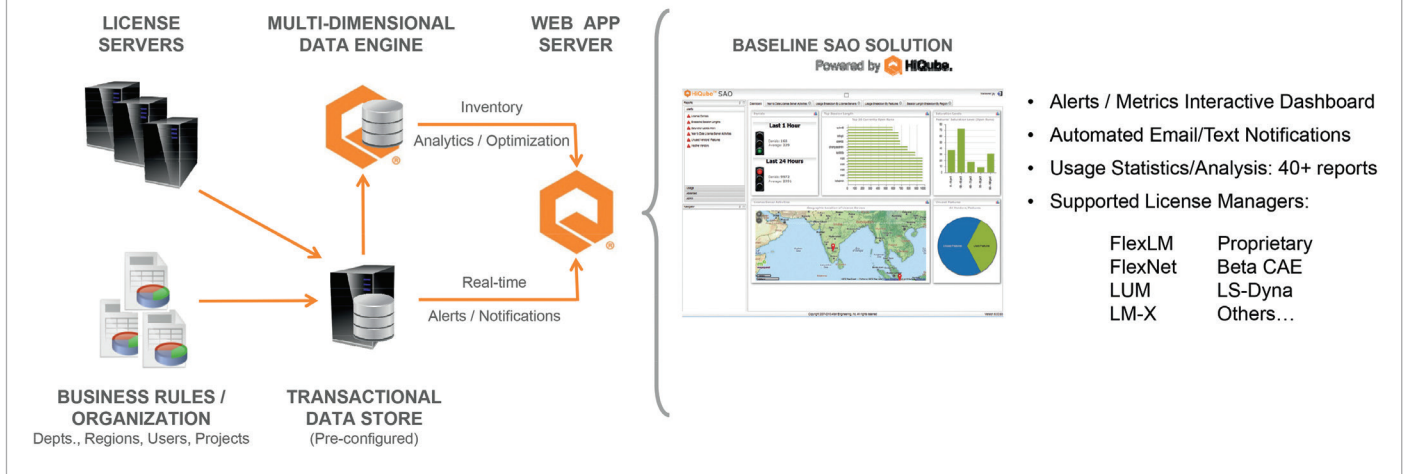 LICENSE
SERVERS
MULTI-DIMENSIONAL
DATA ENGINE
WEB APP
SERVER
Inventory
Analytics / Optimization
Real-time
Alerts / Notifications
BUSINESS RULES /
ORGANIZATION
Depts., Regions, Users, Projects
TRANSACTIONAL
DATA STORE
(Pre-configured)
BASELINE SAO SOLUTION
Powered by HiQube.
HiQube SAO
Last 1 Hour
Last 24 Hours
• Alerts / Metrics Interactive Dashboard
• Automated Email/Text Notifications
• Usage Statistics/Analysis: 40+ reports
• Supported License Managers:
FlexLM Proprietary
FlexNet Beta CAE
LUM LS-Dyna
LM-X Others…